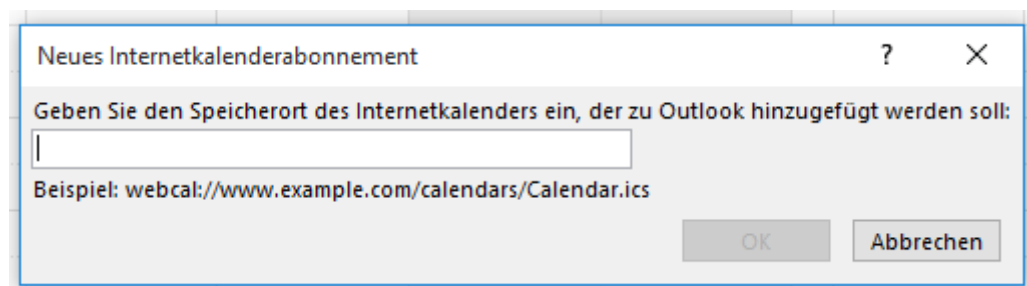 Neues Internetkalenderabonnement ?
Geben Sie den Speicherort des Internetkalenders ein, der zu Outlook hinzugefügt werden soll:
Beispiel: webcal://www.example.com/calendars/Calendar.ics
OK Abbrechen